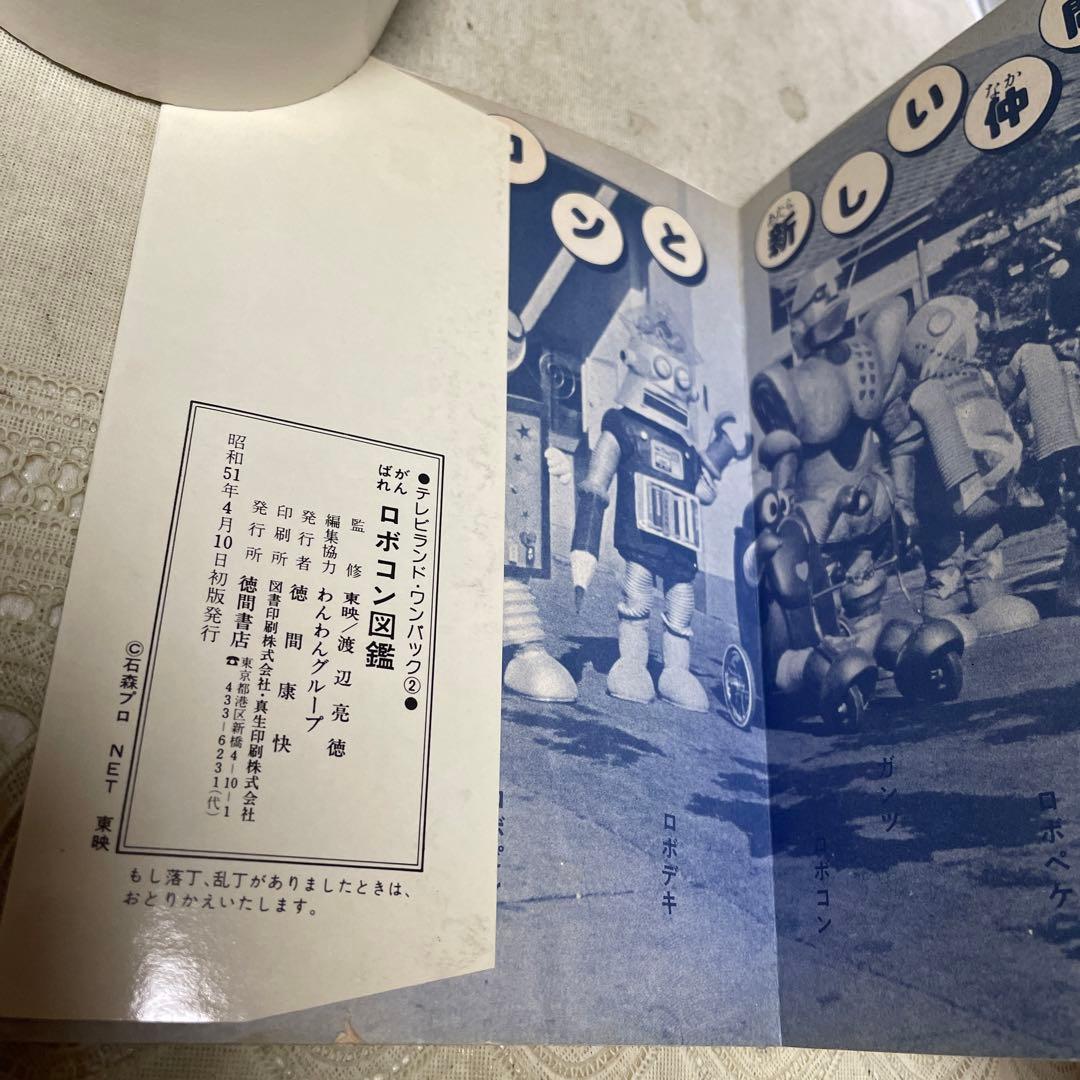 ●テレビランド・ワンパック②●
がんばれ ロボコン図鑑
監修 東映／渡辺亮徳
編集協力 わんわんグループ
発行者 徳間康快
印刷所 図書印刷株式会社・真生印刷株式会社
発行所 徳間書店 東京都港区新橋4-10-1
☎433-6231(代)
昭和51年4月10日初版発行
©石森プロ NET 東映
もし落丁、乱丁がありましたときは、
おとりかえいたします。
コンと
新しい仲間
あたら
なか
ロボデキ
ロボコン
ガンツ
ロボペケ